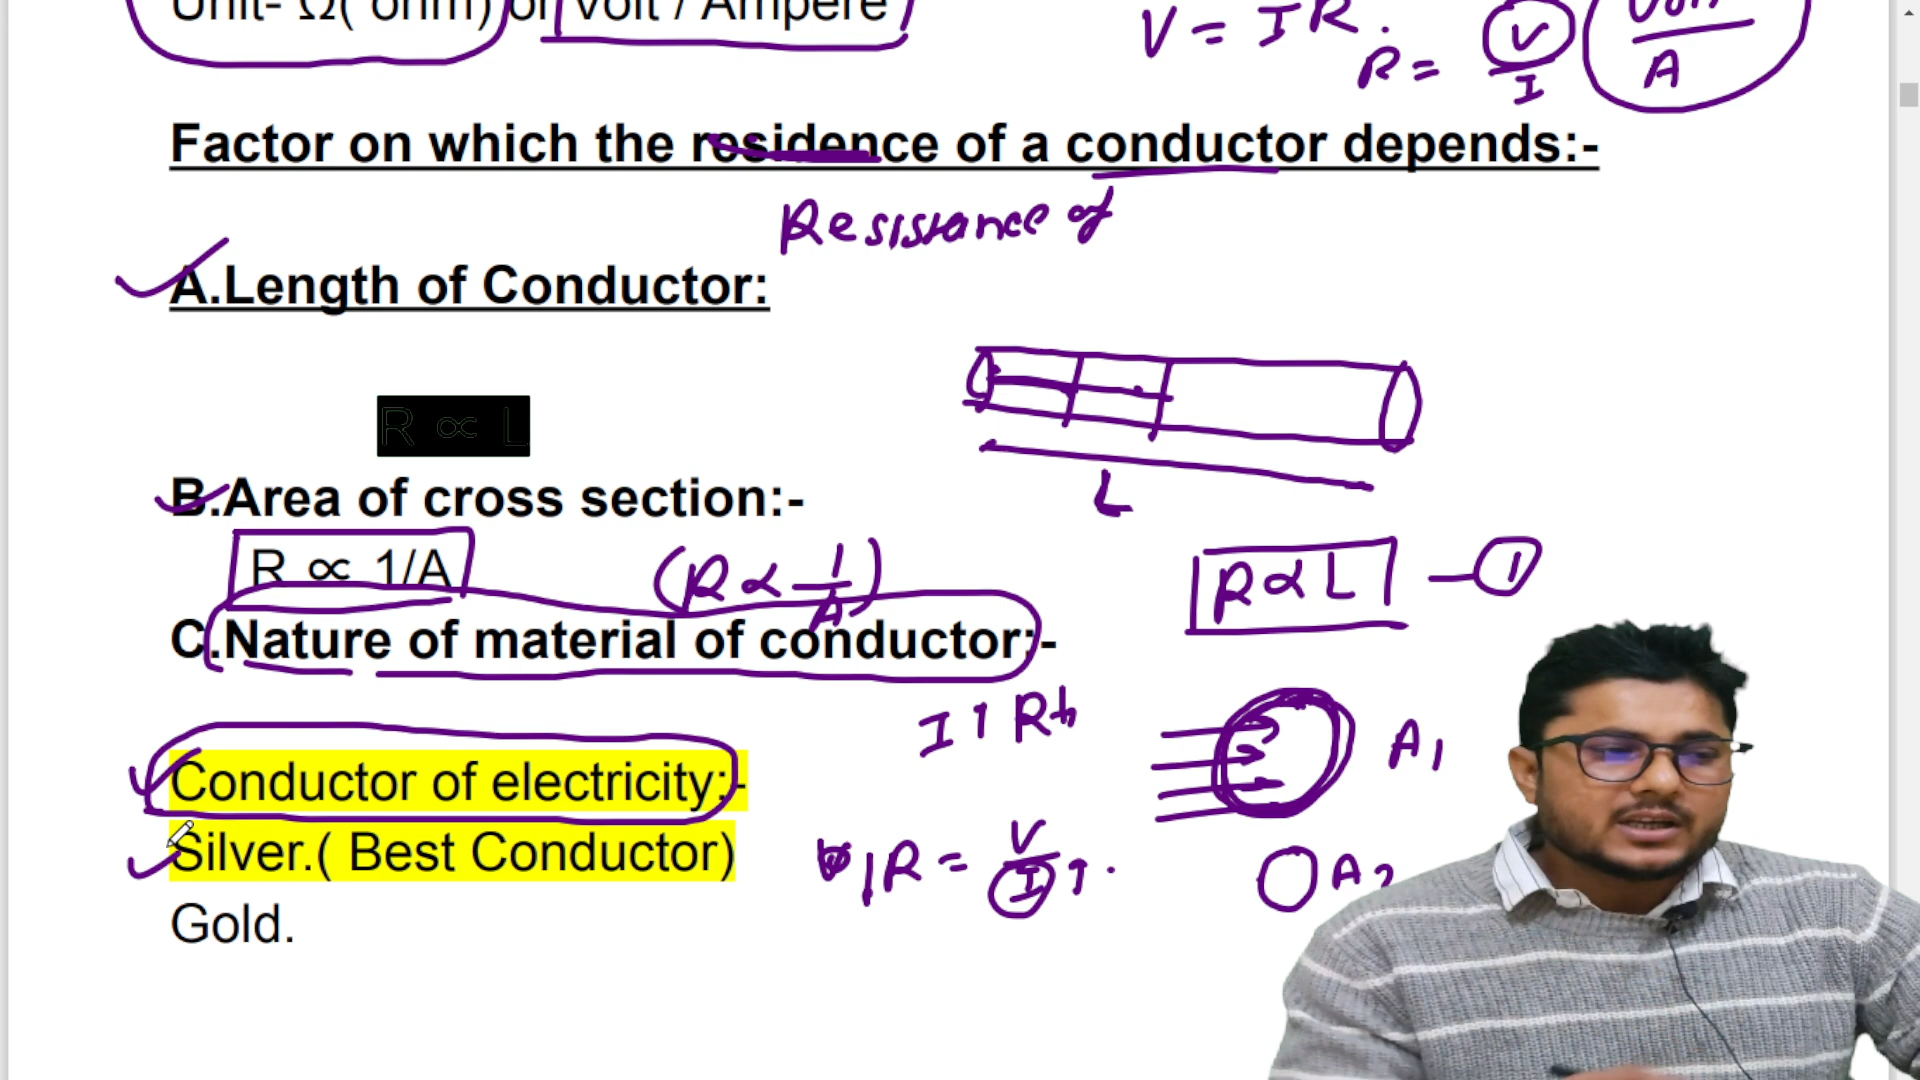 Unit- Ω( ohm) or Volt / Ampere
V = IR.
R = V/I
Volt/A
Factor on which the residence of a conductor depends:-
Resistance of
A.Length of Conductor:
R ∝ L
L
B.Area of cross section:-
R ∝ 1/A
(R ∝ 1/A)
R ∝ L — 1
C.Nature of material of conductor:-
I ↑ R↓
A1
Conductor of electricity:-
Silver.( Best Conductor)
R = V/I ↑.
A2
Gold.